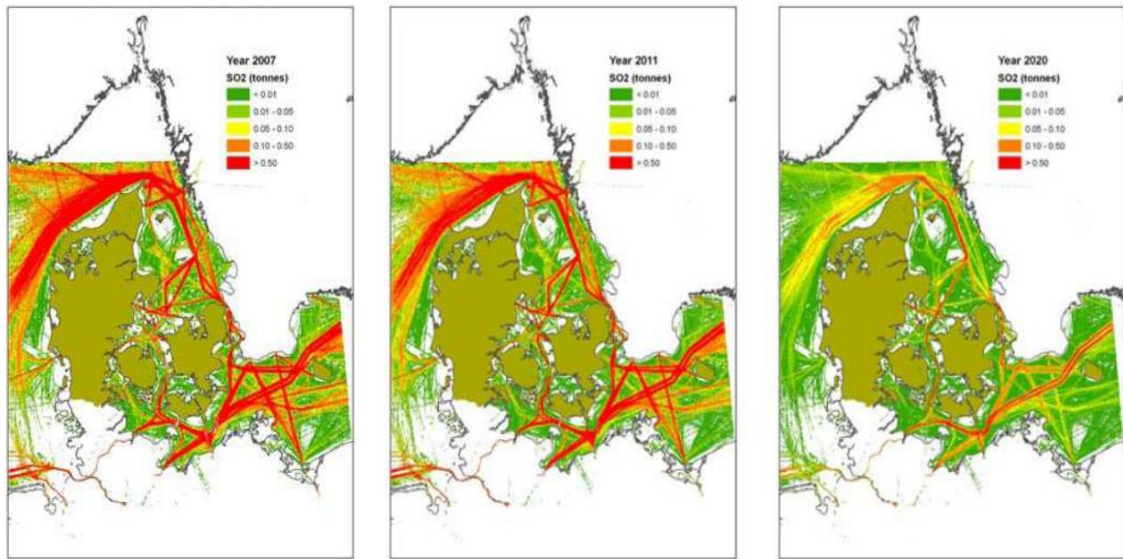 Year 2007
SO2 (tonnes)
< 0.01
0.01 - 0.05
0.05 - 0.10
0.10 - 0.50
> 0.50
Year 2011
SO2 (tonnes)
< 0.01
0.01 - 0.05
0.05 - 0.10
0.10 - 0.50
> 0.50
Year 2020
SO2 (tonnes)
< 0.01
0.01 - 0.05
0.05 - 0.10
0.10 - 0.50
> 0.50